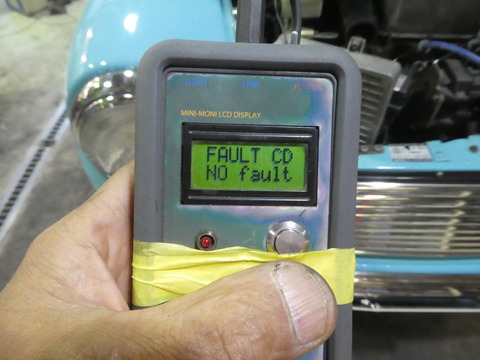 MINI-MONI LCD DISPLAY
FAULT CD
NO fault